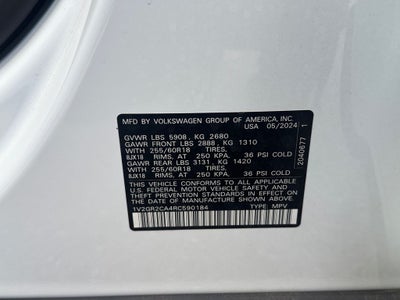 MFD. BY VOLKSWAGEN GROUP OF AMERICA, INC.
USA 05/2024
GVWR LBS 5908, KG 2680
GAWR FRONT LBS 2888, KG 1310
WITH 255/60R18 TIRES,
8JX18 RIMS, AT 250 KPA, 36 PSI COLD
GAWR REAR LBS 3131, KG 1420
WITH 255/60R18 TIRES,
8JX18 RIMS, AT 250 KPA, 36 PSI COLD
THIS VEHICLE CONFORMS TO ALL APPLICABLE
U.S. FEDERAL MOTOR VEHICLE SAFETY AND
THEFT PREVENTION STANDARDS IN EFFECT ON THE
DATE OF MANUFACTURE SHOWN ABOVE.
1V2GR2CA4RC590184 TYPE: MPV
2040677 1